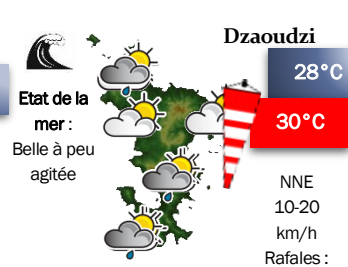 Dzaoudzi
28°C
30°C
Etat de la
mer :
Belle à peu
agitée
NNE
10-20
km/h
Rafales :